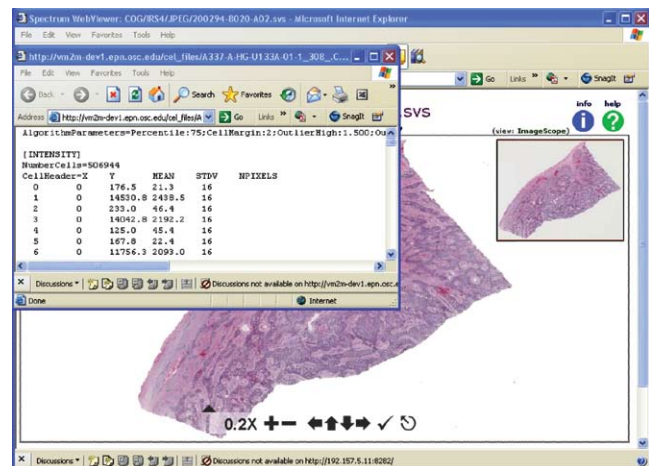 Spectrum WebViewer: COG/IRS4/JPEG/200294-B020-A02.svs - Microsoft Internet Explorer
File Edit View Favorites Tools Help
http://vm2m-dev1.epn.osc.edu/cel_files/A337-A-HG-U133A-01-1_308_.C...
File Edit View Favorites Tools Help
Back Search Favorites
Address http://vm2m-dev1.epn.osc.edu/cel_files/A Go Links SnagIt
Go Links SnagIt
.svs
info help
(view: ImageScope)
AlgorithmParameters=Percentile:75;CellMargin:2;OutlierHigh:1.500;Ou
[INTENSITY]
NumberCells=506944
CellHeader=X Y MEAN STDV NPIXELS
0 0 176.5 21.3 16
1 0 14530.8 2438.5 16
2 0 233.0 46.4 16
3 0 14042.8 2192.2 16
4 0 125.0 45.4 16
5 0 167.8 22.4 16
6 0 11756.3 2093.0 16
Discussions Discussions not available on http://vm2m-dev1.epn.osc.e
Done Internet
0.2X
Discussions Discussions not available on http://192.157.5.11:8282/